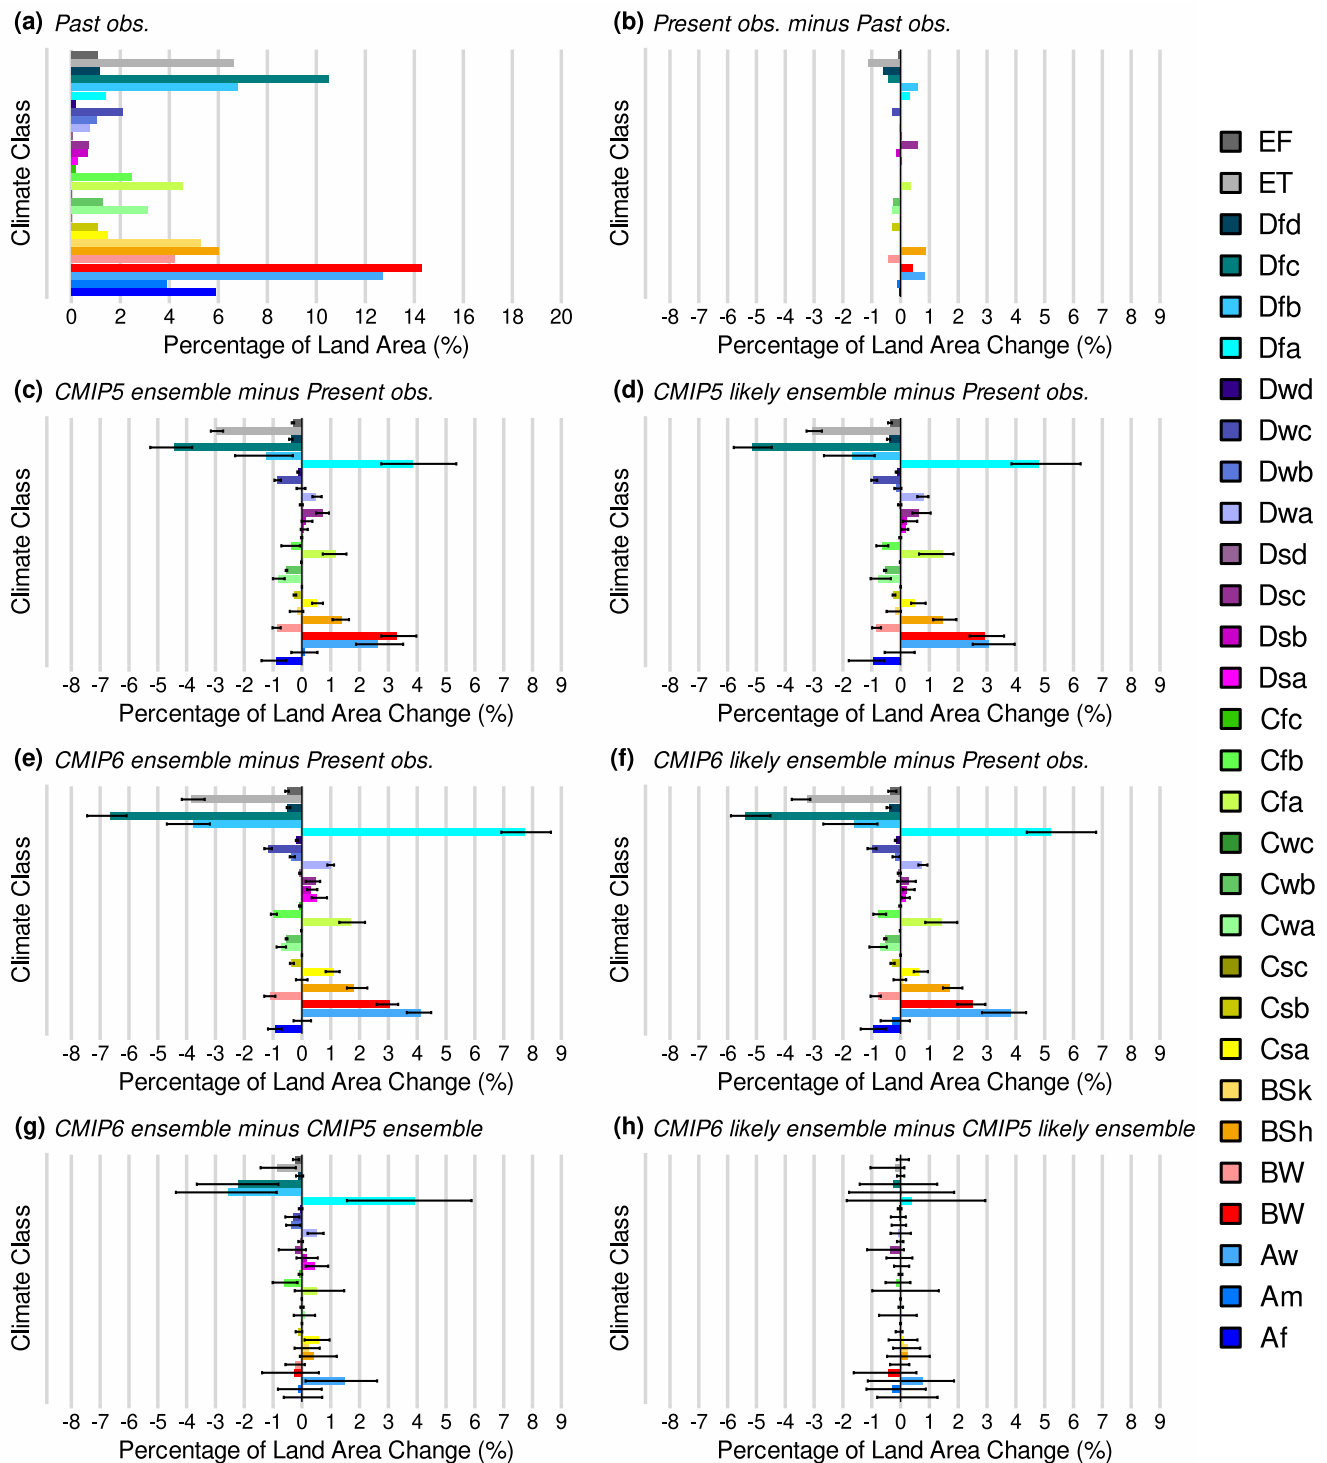 (a) Past obs.
Climate Class
0 2 4 6 8 10 12 14 16 18 20
Percentage of Land Area (%)
(b) Present obs. minus Past obs.
Climate Class
-8 -7 -6 -5 -4 -3 -2 -1 0 1 2 3 4 5 6 7 8 9
Percentage of Land Area Change (%)
(c) CMIP5 ensemble minus Present obs.
Climate Class
-8 -7 -6 -5 -4 -3 -2 -1 0 1 2 3 4 5 6 7 8 9
Percentage of Land Area Change (%)
(d) CMIP5 likely ensemble minus Present obs.
Climate Class
-8 -7 -6 -5 -4 -3 -2 -1 0 1 2 3 4 5 6 7 8 9
Percentage of Land Area Change (%)
(e) CMIP6 ensemble minus Present obs.
Climate Class
-8 -7 -6 -5 -4 -3 -2 -1 0 1 2 3 4 5 6 7 8 9
Percentage of Land Area Change (%)
(f) CMIP6 likely ensemble minus Present obs.
Climate Class
-8 -7 -6 -5 -4 -3 -2 -1 0 1 2 3 4 5 6 7 8 9
Percentage of Land Area Change (%)
(g) CMIP6 ensemble minus CMIP5 ensemble
Climate Class
-8 -7 -6 -5 -4 -3 -2 -1 0 1 2 3 4 5 6 7 8 9
Percentage of Land Area Change (%)
(h) CMIP6 likely ensemble minus CMIP5 likely ensemble
Climate Class
-8 -7 -6 -5 -4 -3 -2 -1 0 1 2 3 4 5 6 7 8 9
Percentage of Land Area Change (%)
EF
ET
Dfd
Dfc
Dfb
Dfa
Dwd
Dwc
Dwb
Dwa
Dsd
Dsc
Dsb
Dsa
Cfc
Cfb
Cfa
Cwc
Cwb
Cwa
Csc
Csb
Csa
BSk
BSh
BW
BW
Aw
Am
Af